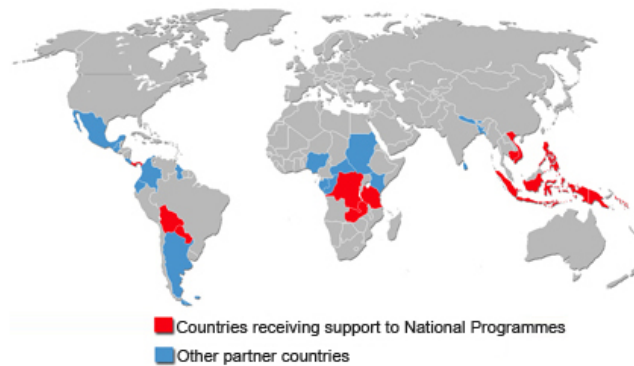 Countries receiving support to National Programmes
Other partner countries